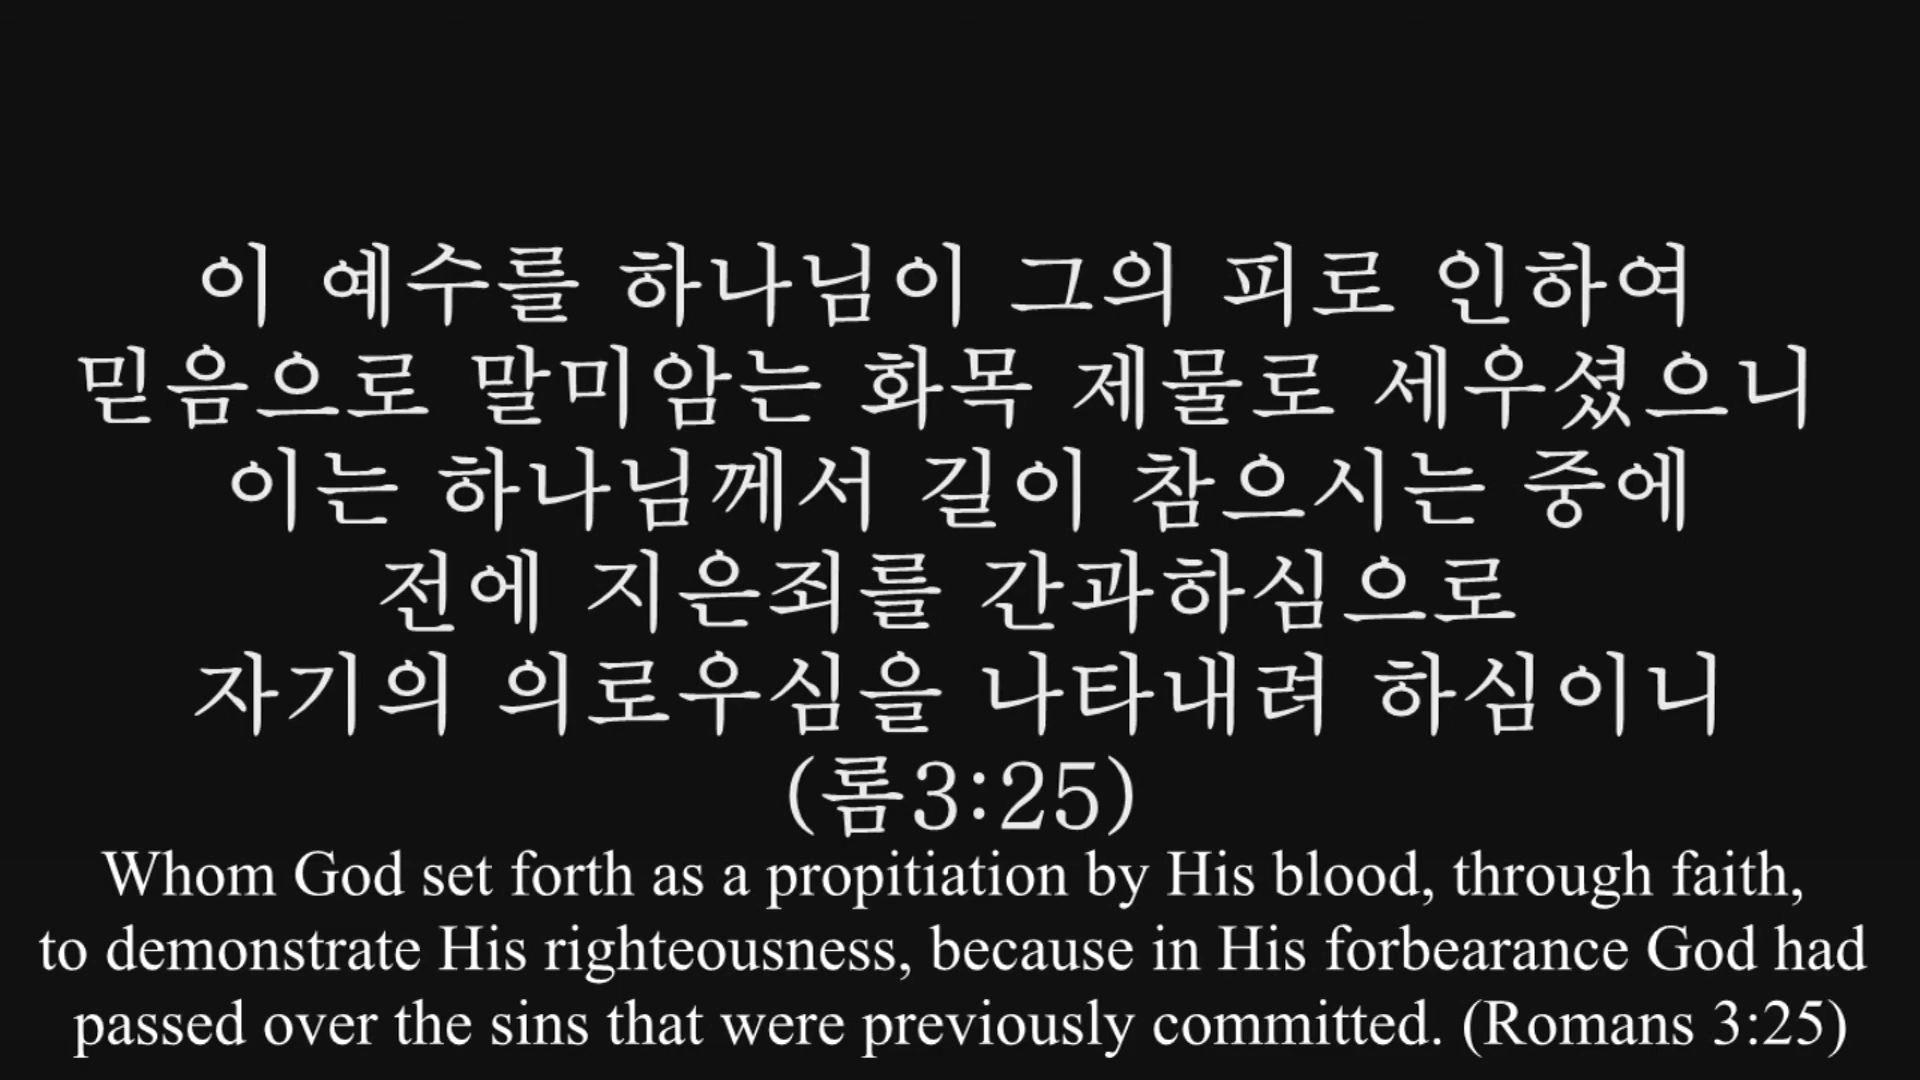 이 예수를 하나님이 그의 피로 인하여
믿음으로 말미암는 화목 제물로 세우셨으니
이는 하나님께서 길이 참으시는 중에
전에 지은죄를 간과하심으로
자기의 의로우심을 나타내려 하심이니
(롬3:25)
Whom God set forth as a propitiation by His blood, through faith,
to demonstrate His righteousness, because in His forbearance God had
passed over the sins that were previously committed. (Romans 3:25)